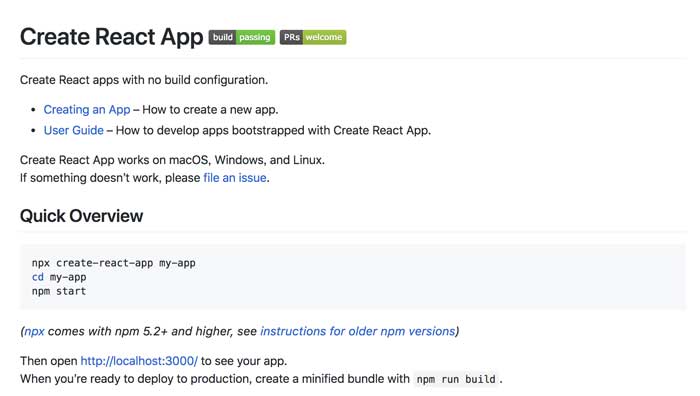 Create React App build passing PRs welcome
Create React apps with no build configuration.
• Creating an App – How to create a new app.
• User Guide – How to develop apps bootstrapped with Create React App.
Create React App works on macOS, Windows, and Linux.
If something doesn’t work, please file an issue.
Quick Overview
npx create-react-app my-app
cd my-app
npm start
(npx comes with npm 5.2+ and higher, see instructions for older npm versions)
Then open http://localhost:3000/ to see your app.
When you’re ready to deploy to production, create a minified bundle with npm run build.